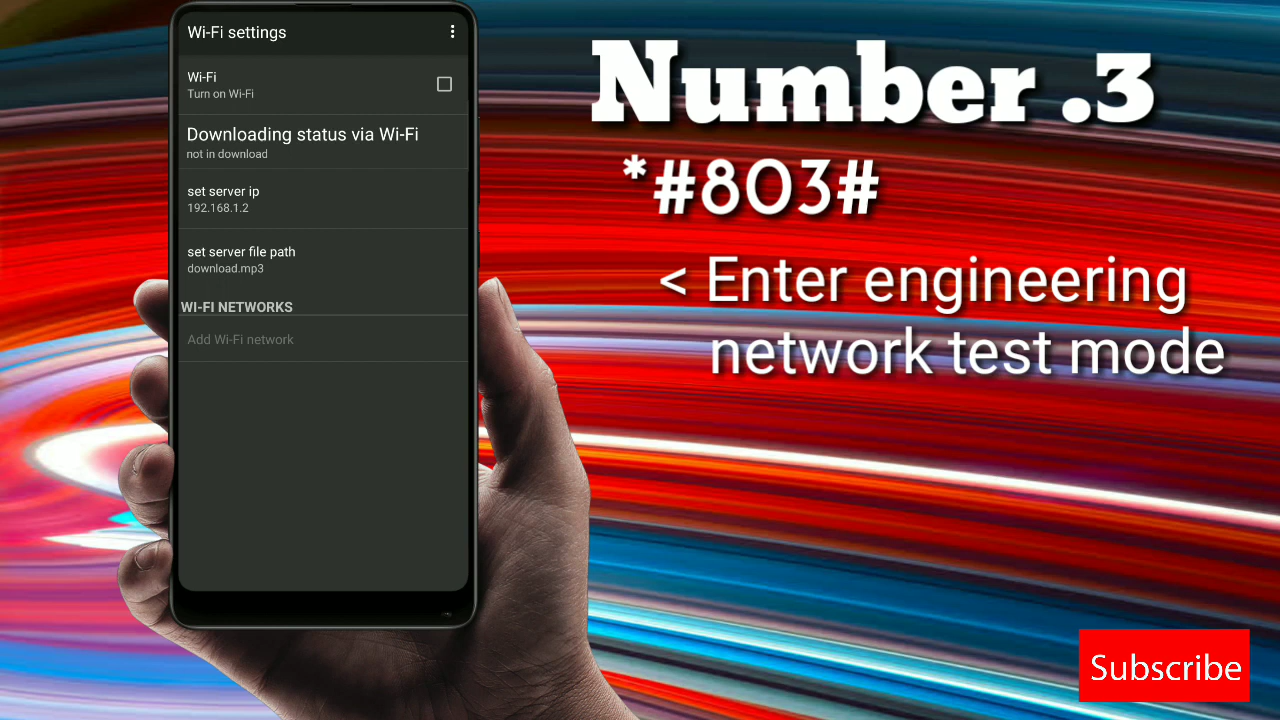 Wi-Fi settings
Wi-Fi
Turn on Wi-Fi
Downloading status via Wi-Fi
not in download
set server ip
192.168.1.2
set server file path
download.mp3
WI-FI NETWORKS
Add Wi-Fi network
Number .3
*#803#
< Enter engineering
network test mode
Subscribe